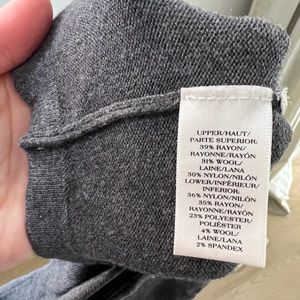 UPPER/HAUT/
PARTE SUPERIOR:
39% RAYON/
RAYONNE/RAYÓN
31% WOOL/
LAINE/LANA
30% NYLON/NILÓN
LOWER/INFÉRIEUR/
INFERIOR:
36% NYLON/NILÓN
35% RAYON/
RAYONNE/RAYÓN
23% POLYESTER/
POLIÉSTER
4% WOOL/
LAINE/LANA
2% SPANDEX